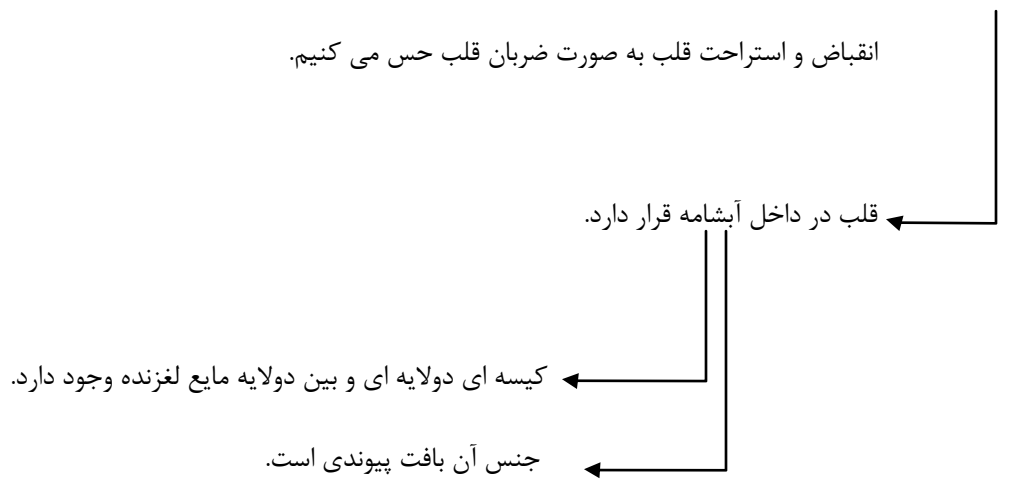 انقباض و استراحت قلب به صورت ضربان قلب حس می کنیم.
قلب در داخل آبشامه قرار دارد.
کیسه ای دولایه ای و بین دولایه مایع لغزنده وجود دارد.
جنس آن بافت پیوندی است.